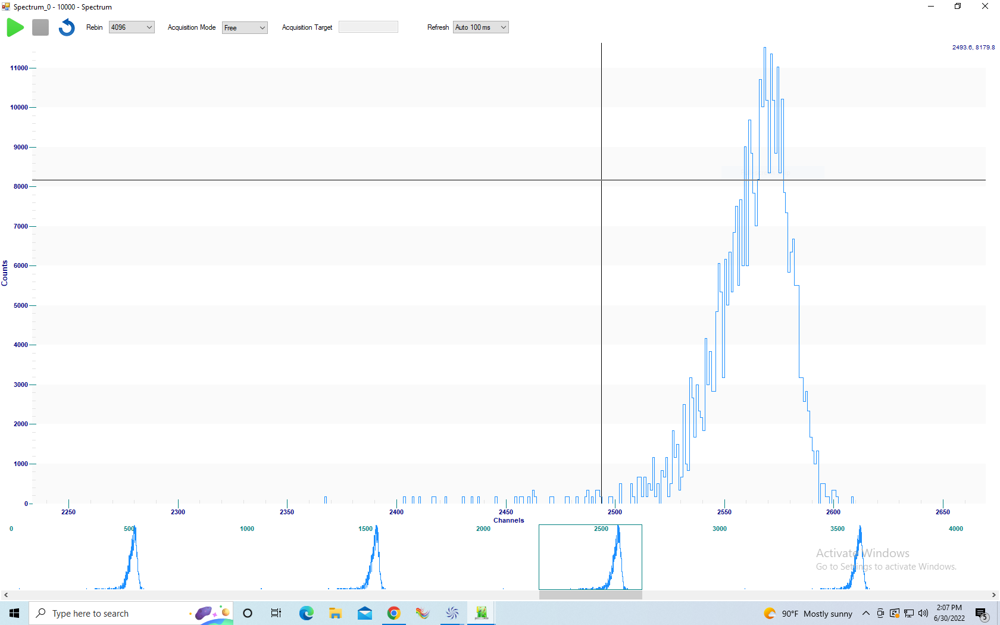 Spectrum_0 - 10000 - Spectrum
Rebin 4096 Acquisition Mode Free Acquisition Target Refresh Auto 100 ms
2493.6, 8179.8
11000
10000
9000
8000
7000
6000
Counts
5000
4000
3000
2000
1000
0
2250 2300 2350 2400 2450 2500 2550 2600 2650
Channels
0 500 1000 1500 2000 2500 3000 3500 4000
Activate Windows
Go to Settings to activate Windows.
Type here to search
90°F Mostly sunny
2:07 PM
6/30/2022
5